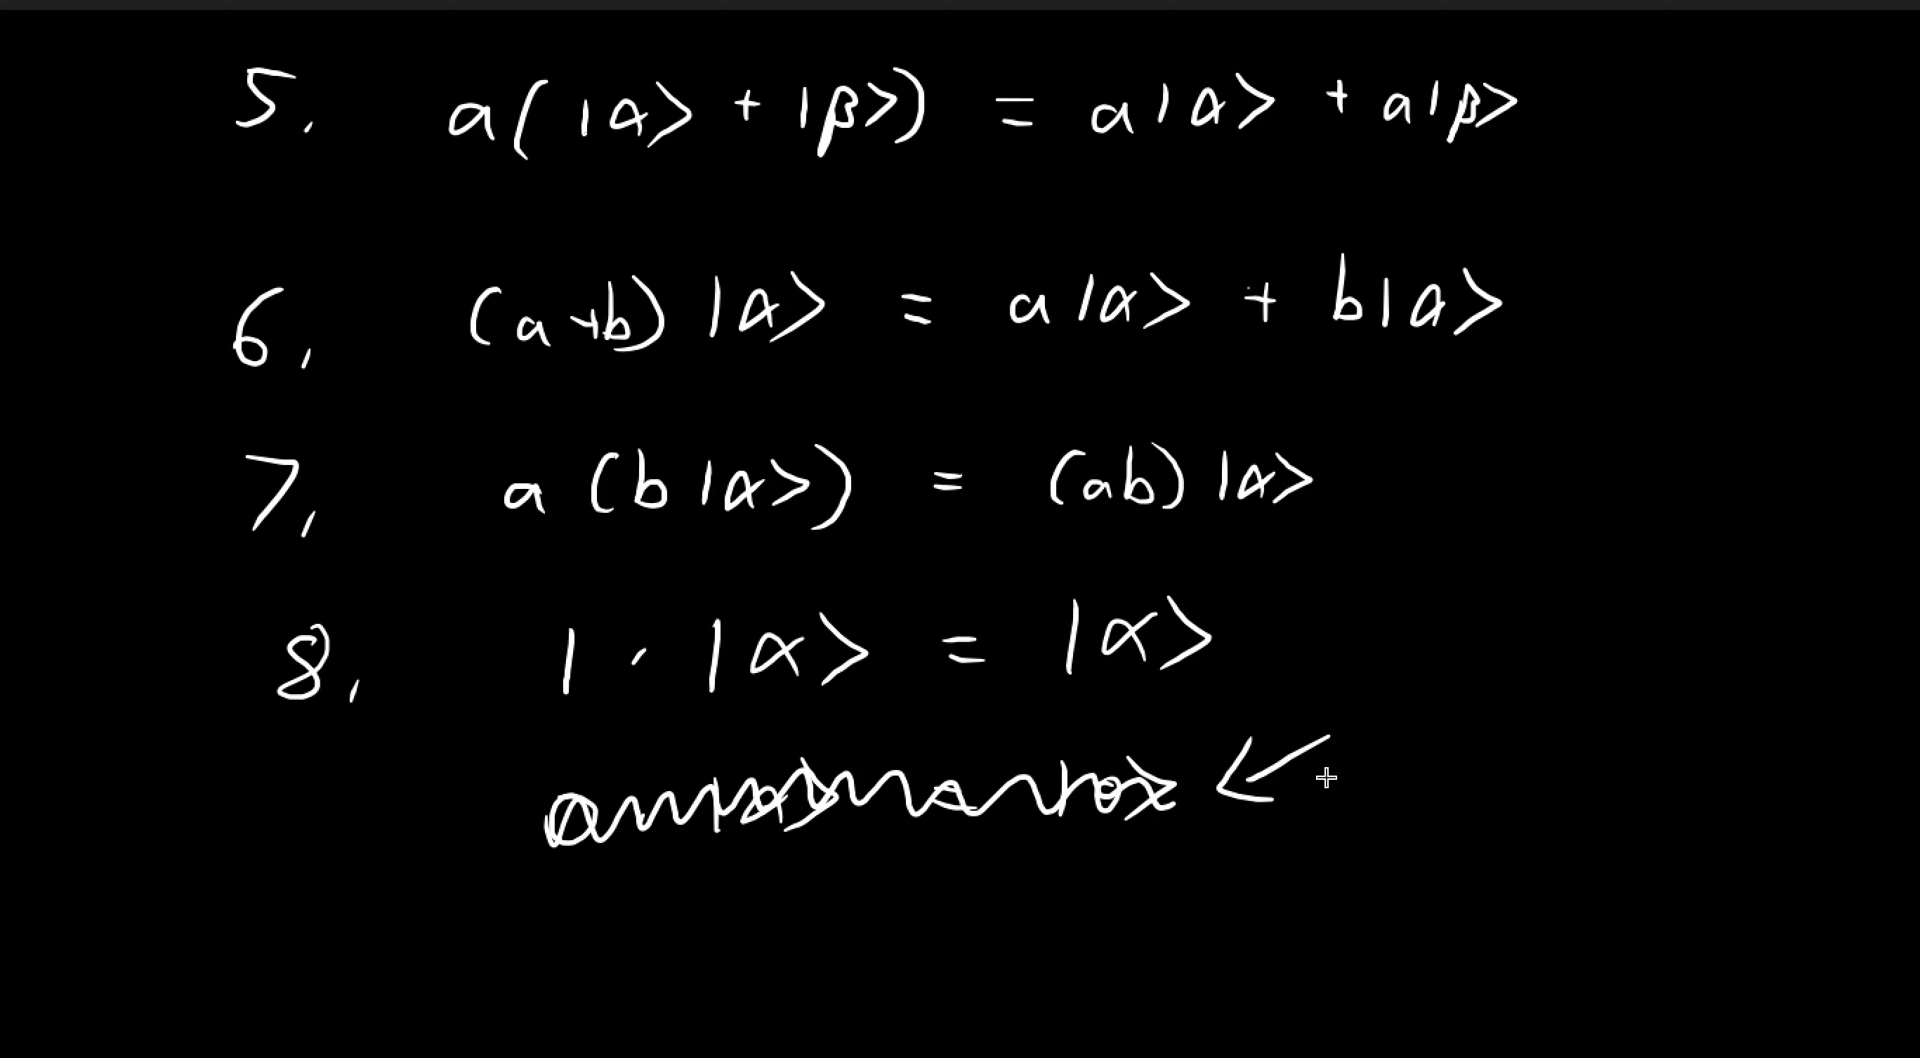 5. a(|α> + |β>) = a|α> + a|β>
6. (a+b) |α> = a|α> + b|α>
7. a (b|α>) = (ab) |α>
8. 1 · |α> = |α>